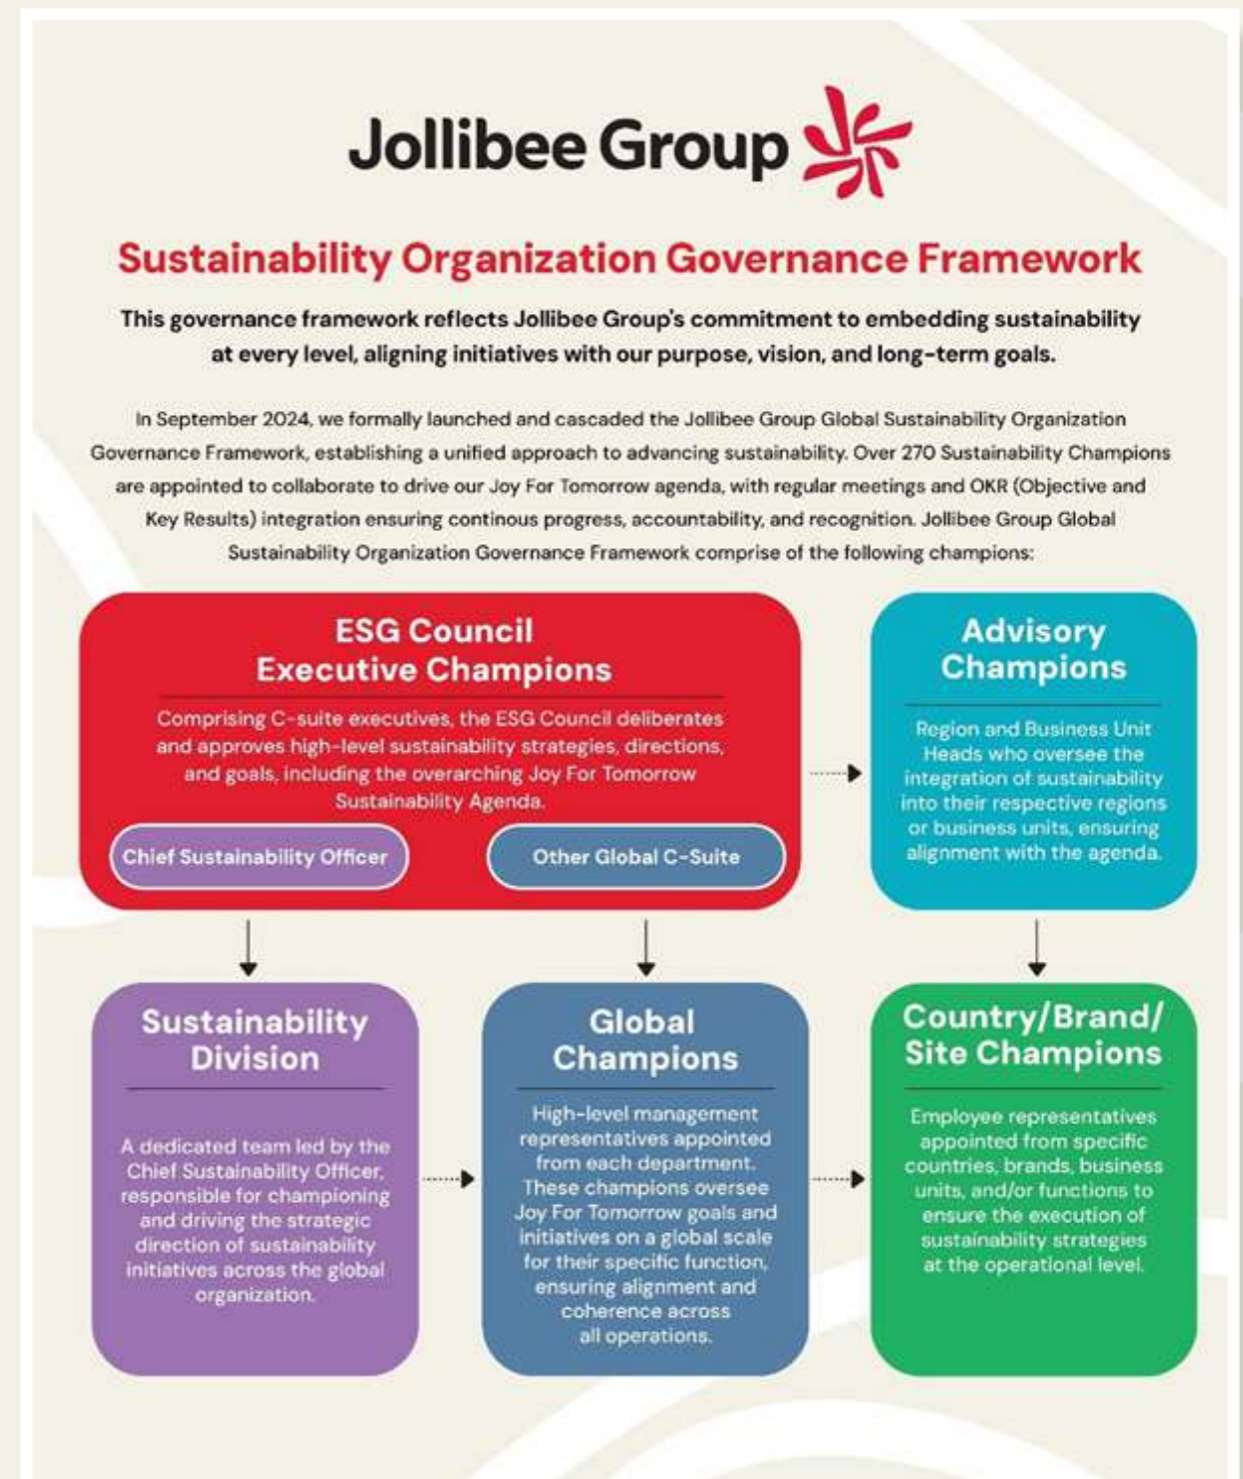 Jollibee Group
Sustainability Organization Governance Framework
This governance framework reflects Jollibee Group's commitment to embedding sustainability
at every level, aligning initiatives with our purpose, vision, and long-term goals.
In September 2024, we formally launched and cascaded the Jollibee Group Global Sustainability Organization
Governance Framework, establishing a unified approach to advancing sustainability. Over 270 Sustainability Champions
are appointed to collaborate to drive our Joy For Tomorrow agenda, with regular meetings and OKR (Objective and
Key Results) integration ensuring continous progress, accountability, and recognition. Jollibee Group Global
Sustainability Organization Governance Framework comprise of the following champions:
ESG Council
Executive Champions
Comprising C-suite executives, the ESG Council deliberates
and approves high-level sustainability strategies, directions,
and goals, including the overarching Joy For Tomorrow
Sustainability Agenda.
Chief Sustainability Officer
Other Global C-Suite
Advisory
Champions
Region and Business Unit
Heads who oversee the
integration of sustainability
into their respective regions
or business units, ensuring
alignment with the agenda.
Sustainability
Division
A dedicated team led by the
Chief Sustainability Officer,
responsible for championing
and driving the strategic
direction of sustainability
initiatives across the global
organization.
Global
Champions
High-level management
representatives appointed
from each department.
These champions oversee
Joy For Tomorrow goals and
initiatives on a global scale
for their specific function,
ensuring alignment and
coherence across
all operations.
Country/Brand/
Site Champions
Employee representatives
appointed from specific
countries, brands, business
units, and/or functions to
ensure the execution of
sustainability strategies
at the operational level.